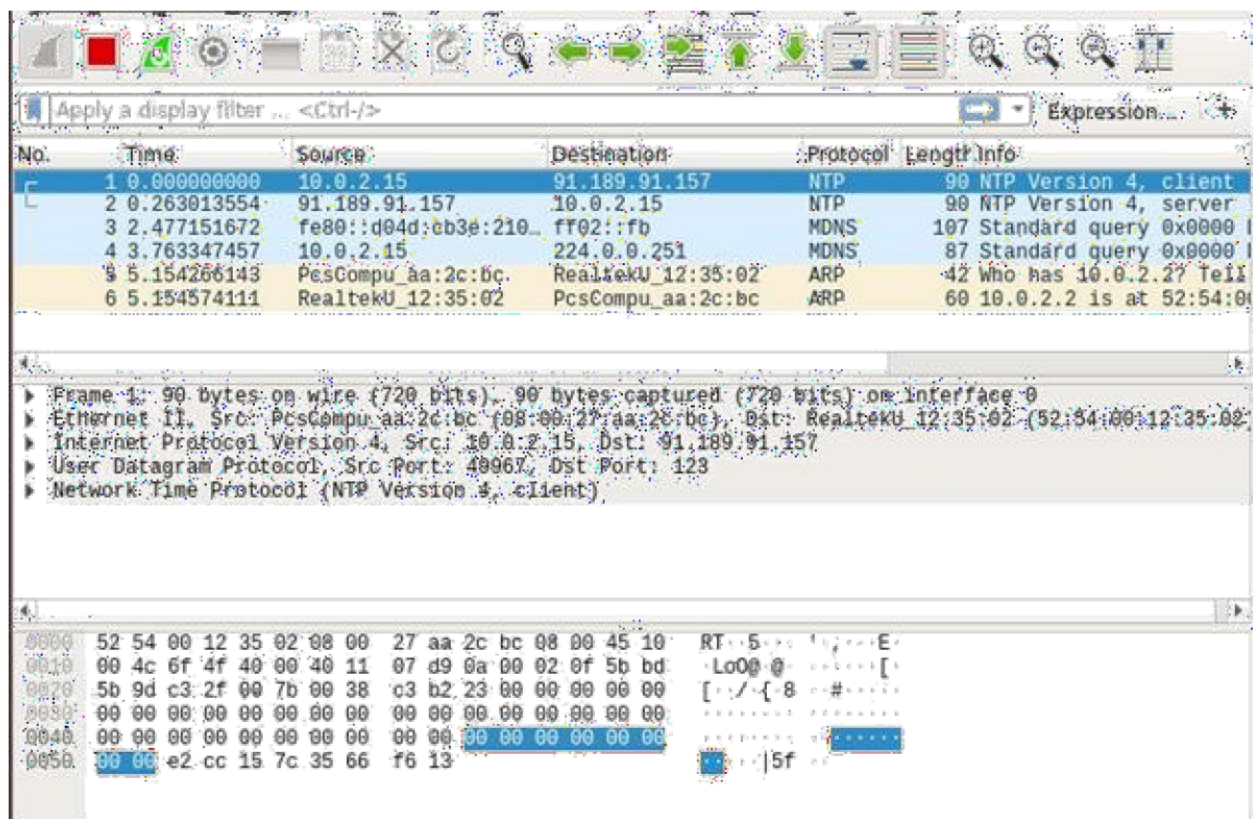 Apply a display filter ... <Ctrl-/> Expression... +
No. Time Source Destination Protocol Lengtl Info
1 0.000000000 10.0.2.15 91.189.91.157 NTP 90 NTP Version 4, client
2 0.263013554 91.189.91.157 10.0.2.15 NTP 90 NTP Version 4, server
3 2.477151672 fe80::d04d:cb3e:210… ff02::fb MDNS 107 Standard query 0x0000
4 3.763347457 10.0.2.15 224.0.0.251 MDNS 87 Standard query 0x0000
5 5.154266143 PcsCompu_aa:2c:bc RealtekU_12:35:02 ARP 42 Who has 10.0.2.2? Tell
6 5.154574111 RealtekU_12:35:02 PcsCompu_aa:2c:bc ARP 60 10.0.2.2 is at 52:54:0
Frame 1: 90 bytes on wire (720 bits), 90 bytes captured (720 bits) on interface 0
Ethernet II, Src: PcsCompu_aa:2c:bc (08:00:27:aa:2c:bc), Dst: RealtekU_12:35:02 (52:54:00:12:35:02
Internet Protocol Version 4, Src: 10.0.2.15, Dst: 91.189.91.157
User Datagram Protocol, Src Port: 49967, Dst Port: 123
Network Time Protocol (NTP Version 4, client)
0000 52 54 00 12 35 02 08 00 27 aa 2c bc 08 00 45 10 RT··5··· '·,···E·
0010 00 4c 6f 4f 40 00 40 11 07 d9 0a 00 02 0f 5b bd ·LoO@·@· ······[·
0020 5b 9d c3 2f 00 7b 00 38 c3 b2 23 00 00 00 00 00 [··/·{·8 ··#·····
0030 00 00 00 00 00 00 00 00 00 00 00 00 00 00 00 00 ········ ········
0040 00 00 00 00 00 00 00 00 00 00 00 00 00 00 00 00 ········ ········
0050 00 00 e2 cc 15 7c 35 66 f6 13 ·····|5f ··